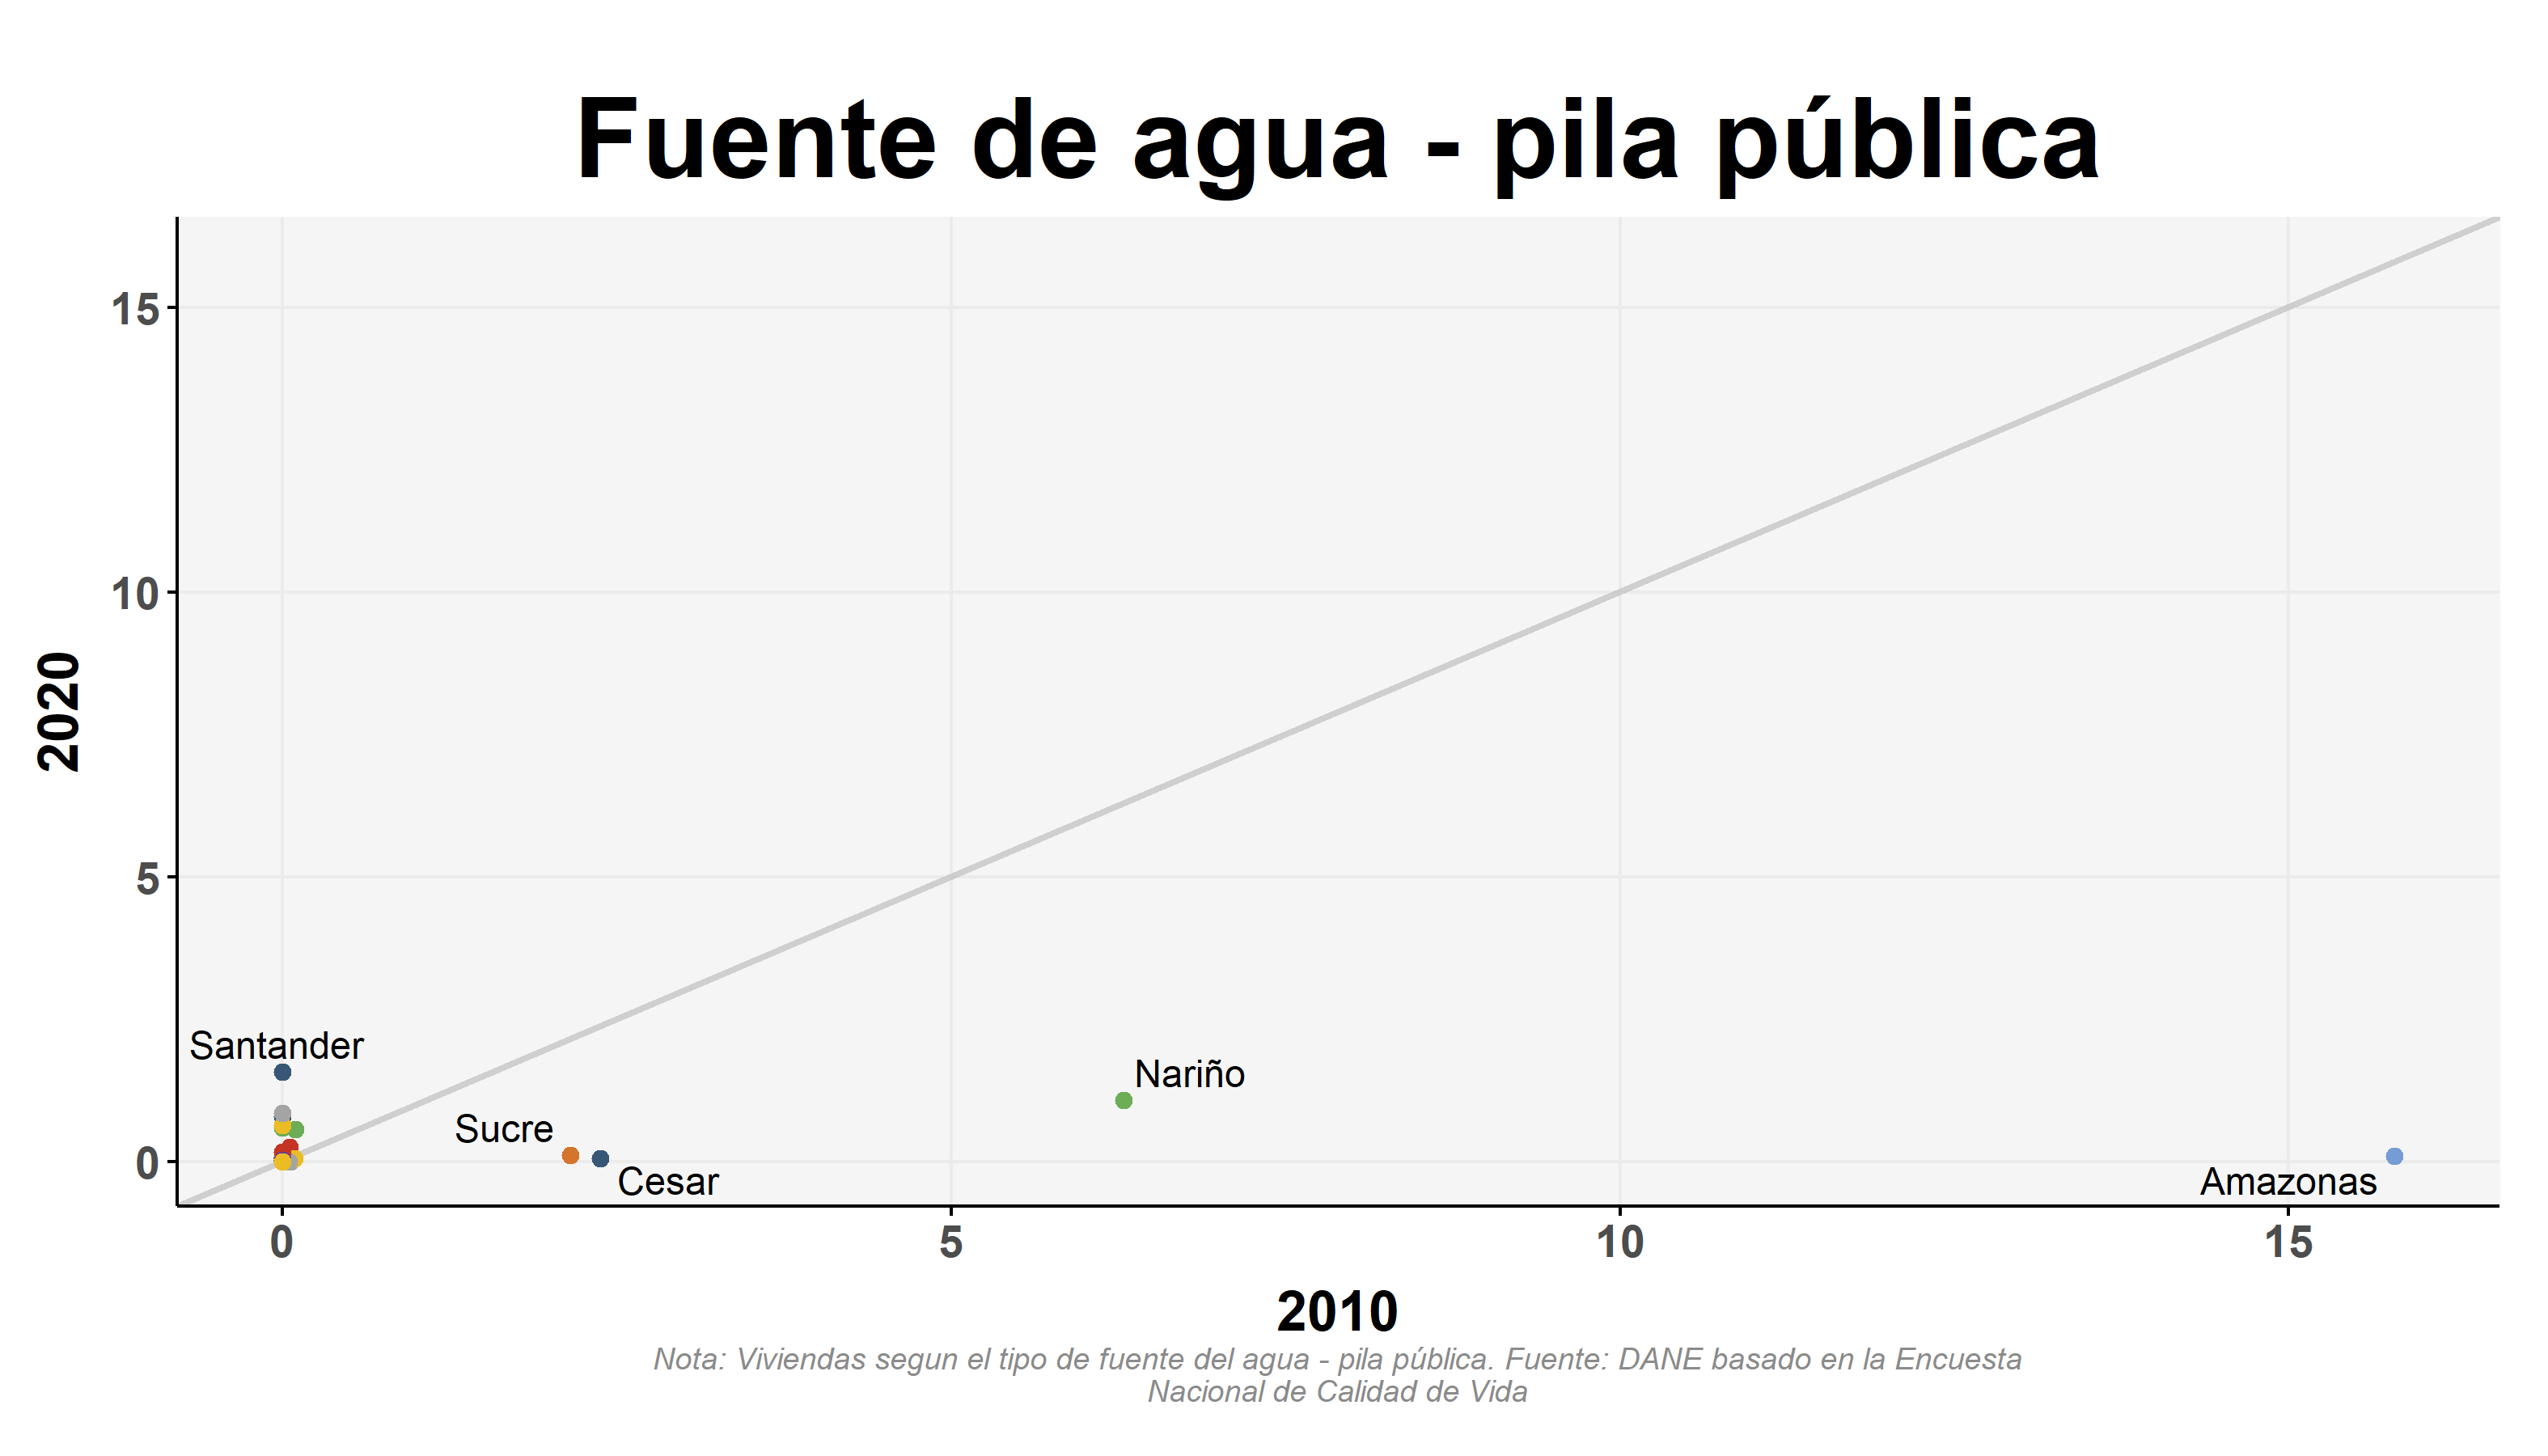 Fuente de agua - pila pública
15
10
5
0
2020
Santander
Nariño
Sucre
Cesar
Amazonas
0 5 10 15
2010
Nota: Viviendas segun el tipo de fuente del agua - pila pública. Fuente: DANE basado en la Encuesta
Nacional de Calidad de Vida